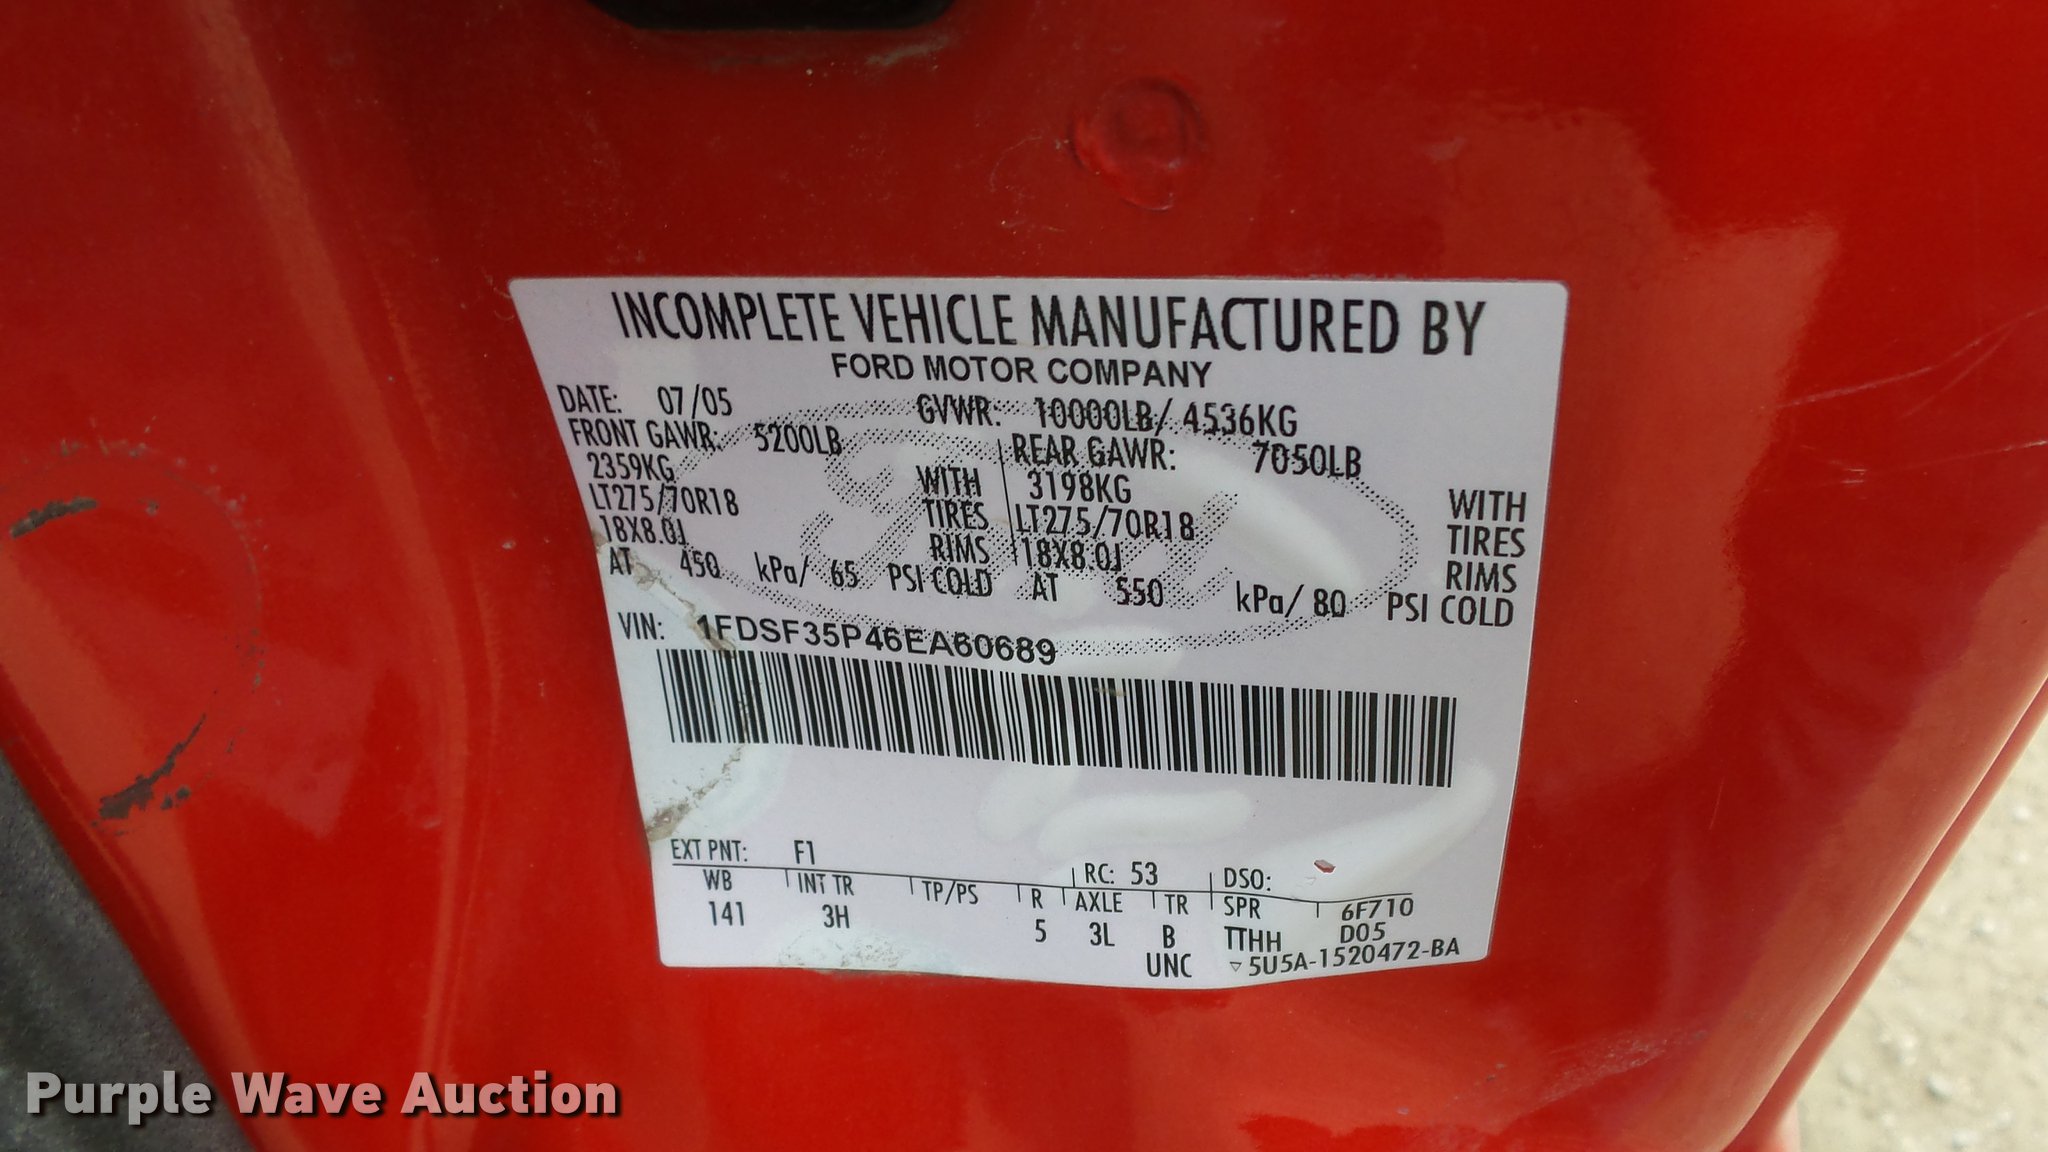 INCOMPLETE VEHICLE MANUFACTURED BY
FORD MOTOR COMPANY
DATE: 07/05 GVWR: 10000LB/ 4536KG
FRONT GAWR: 5200LB REAR GAWR: 7050LB
2359KG WITH 3198KG WITH
LT275/70R18 TIRES LT275/70R18 TIRES
18X8.0J RIMS 18X8.0J RIMS
AT 450 kPa/ 65 PSI COLD AT 550 kPa/ 80 PSI COLD
VIN: 1FDSF35P46EA60689
EXT PNT: F1 RC: 53 DSO:
WB INT TR TP/PS R AXLE TR SPR 6F710
141 3H 5 3L B TTHH D05
UNC ▽5U5A-1520472-BA
Purple Wave Auction